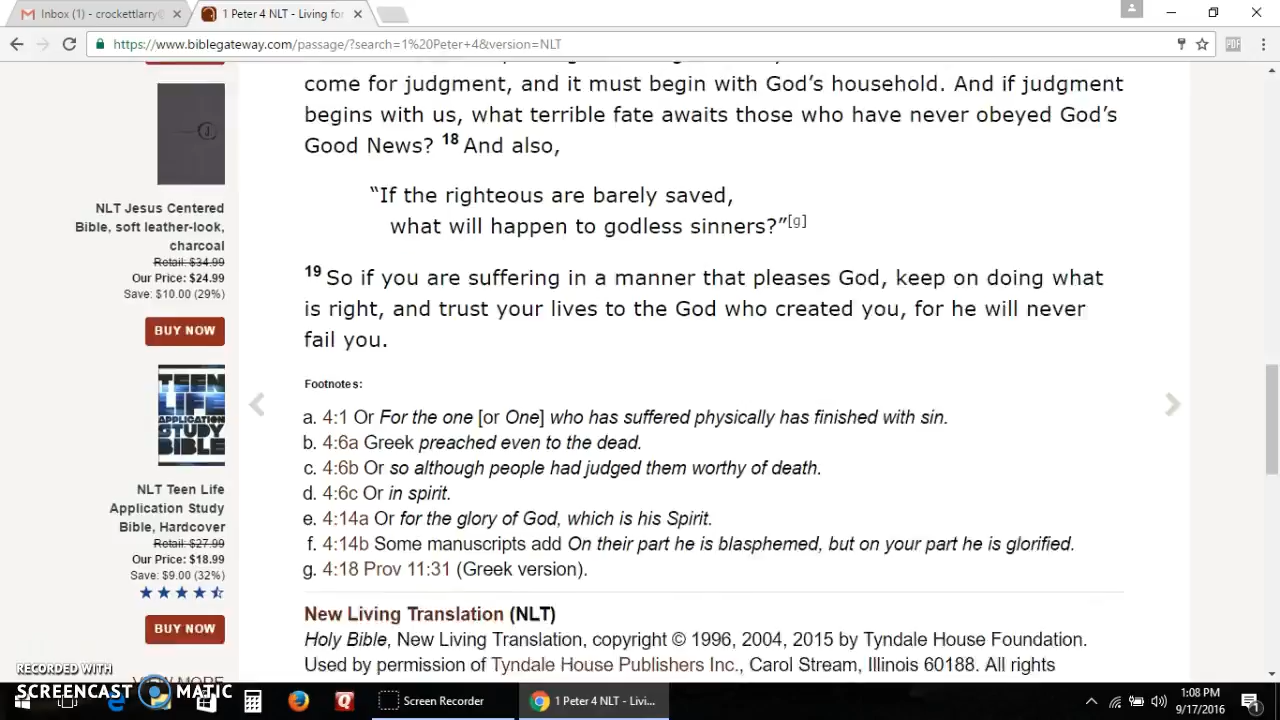 Inbox (1) - crockettlarry@
1 Peter 4 NLT - Living for
https://www.biblegateway.com/passage/?search=1%20Peter+4&version=NLT
PDF
come for judgment, and it must begin with God's household. And if judgment
begins with us, what terrible fate awaits those who have never obeyed God's
Good News? 18 And also,
"If the righteous are barely saved,
what will happen to godless sinners?"[g]
19 So if you are suffering in a manner that pleases God, keep on doing what
is right, and trust your lives to the God who created you, for he will never
fail you.
Footnotes:
a. 4:1 Or For the one [or One] who has suffered physically has finished with sin.
b. 4:6a Greek preached even to the dead.
c. 4:6b Or so although people had judged them worthy of death.
d. 4:6c Or in spirit.
e. 4:14a Or for the glory of God, which is his Spirit.
f. 4:14b Some manuscripts add On their part he is blasphemed, but on your part he is glorified.
g. 4:18 Prov 11:31 (Greek version).
New Living Translation (NLT)
Holy Bible, New Living Translation, copyright © 1996, 2004, 2015 by Tyndale House Foundation.
Used by permission of Tyndale House Publishers Inc., Carol Stream, Illinois 60188. All rights
J
NLT Jesus Centered
Bible, soft leather-look,
charcoal
Retail: $34.99
Our Price: $24.99
Save: $10.00 (29%)
BUY NOW
TEEN
LIFE
APPLICATION
STUDY
BIBLE
NLT Teen Life
Application Study
Bible, Hardcover
Retail: $27.99
Our Price: $18.99
Save: $9.00 (32%)
BUY NOW
VIEW MORE
RECORDED WITH
SCREENCAST MATIC
Screen Recorder
1 Peter 4 NLT - Livi...
1:08 PM
9/17/2016
1